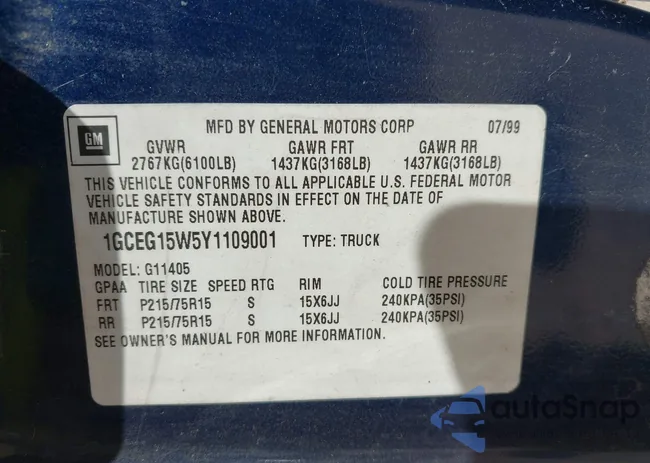 MFD BY GENERAL MOTORS CORP 07/99
GM
GVWR GAWR FRT GAWR RR
2767KG(6100LB) 1437KG(3168LB) 1437KG(3168LB)
THIS VEHICLE CONFORMS TO ALL APPLICABLE U.S. FEDERAL MOTOR
VEHICLE SAFETY STANDARDS IN EFFECT ON THE DATE OF
MANUFACTURE SHOWN ABOVE.
1GCEG15W5Y1109001 TYPE: TRUCK
MODEL: G11405
GPAA TIRE SIZE SPEED RTG RIM COLD TIRE PRESSURE
FRT P215/75R15 S 15X6JJ 240KPA(35PSI)
RR P215/75R15 S 15X6JJ 240KPA(35PSI)
SEE OWNER'S MANUAL FOR MORE INFORMATION.
autoSnap